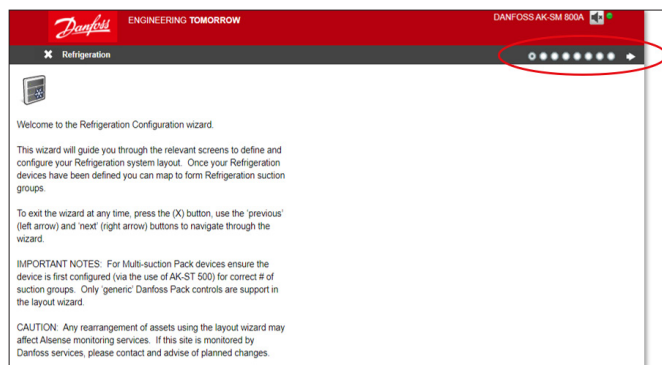 Danfoss ENGINEERING TOMORROW DANFOSS AK-SM 800A
Refrigeration
Welcome to the Refrigeration Configuration wizard.
This wizard will guide you through the relevant screens to define and
configure your Refrigeration system layout. Once your Refrigeration
devices have been defined you can map to form Refrigeration suction
groups.
To exit the wizard at any time, press the (X) button, use the 'previous'
(left arrow) and 'next' (right arrow) buttons to navigate through the
wizard.
IMPORTANT NOTES: For Multi-suction Pack devices ensure the
device is first configured (via the use of AK-ST 500) for correct # of
suction groups. Only 'generic' Danfoss Pack controls are support in
the layout wizard.
CAUTION: Any rearrangement of assets using the layout wizard may
affect Alsense monitoring services. If this site is monitored by
Danfoss services, please contact and advise of planned changes.